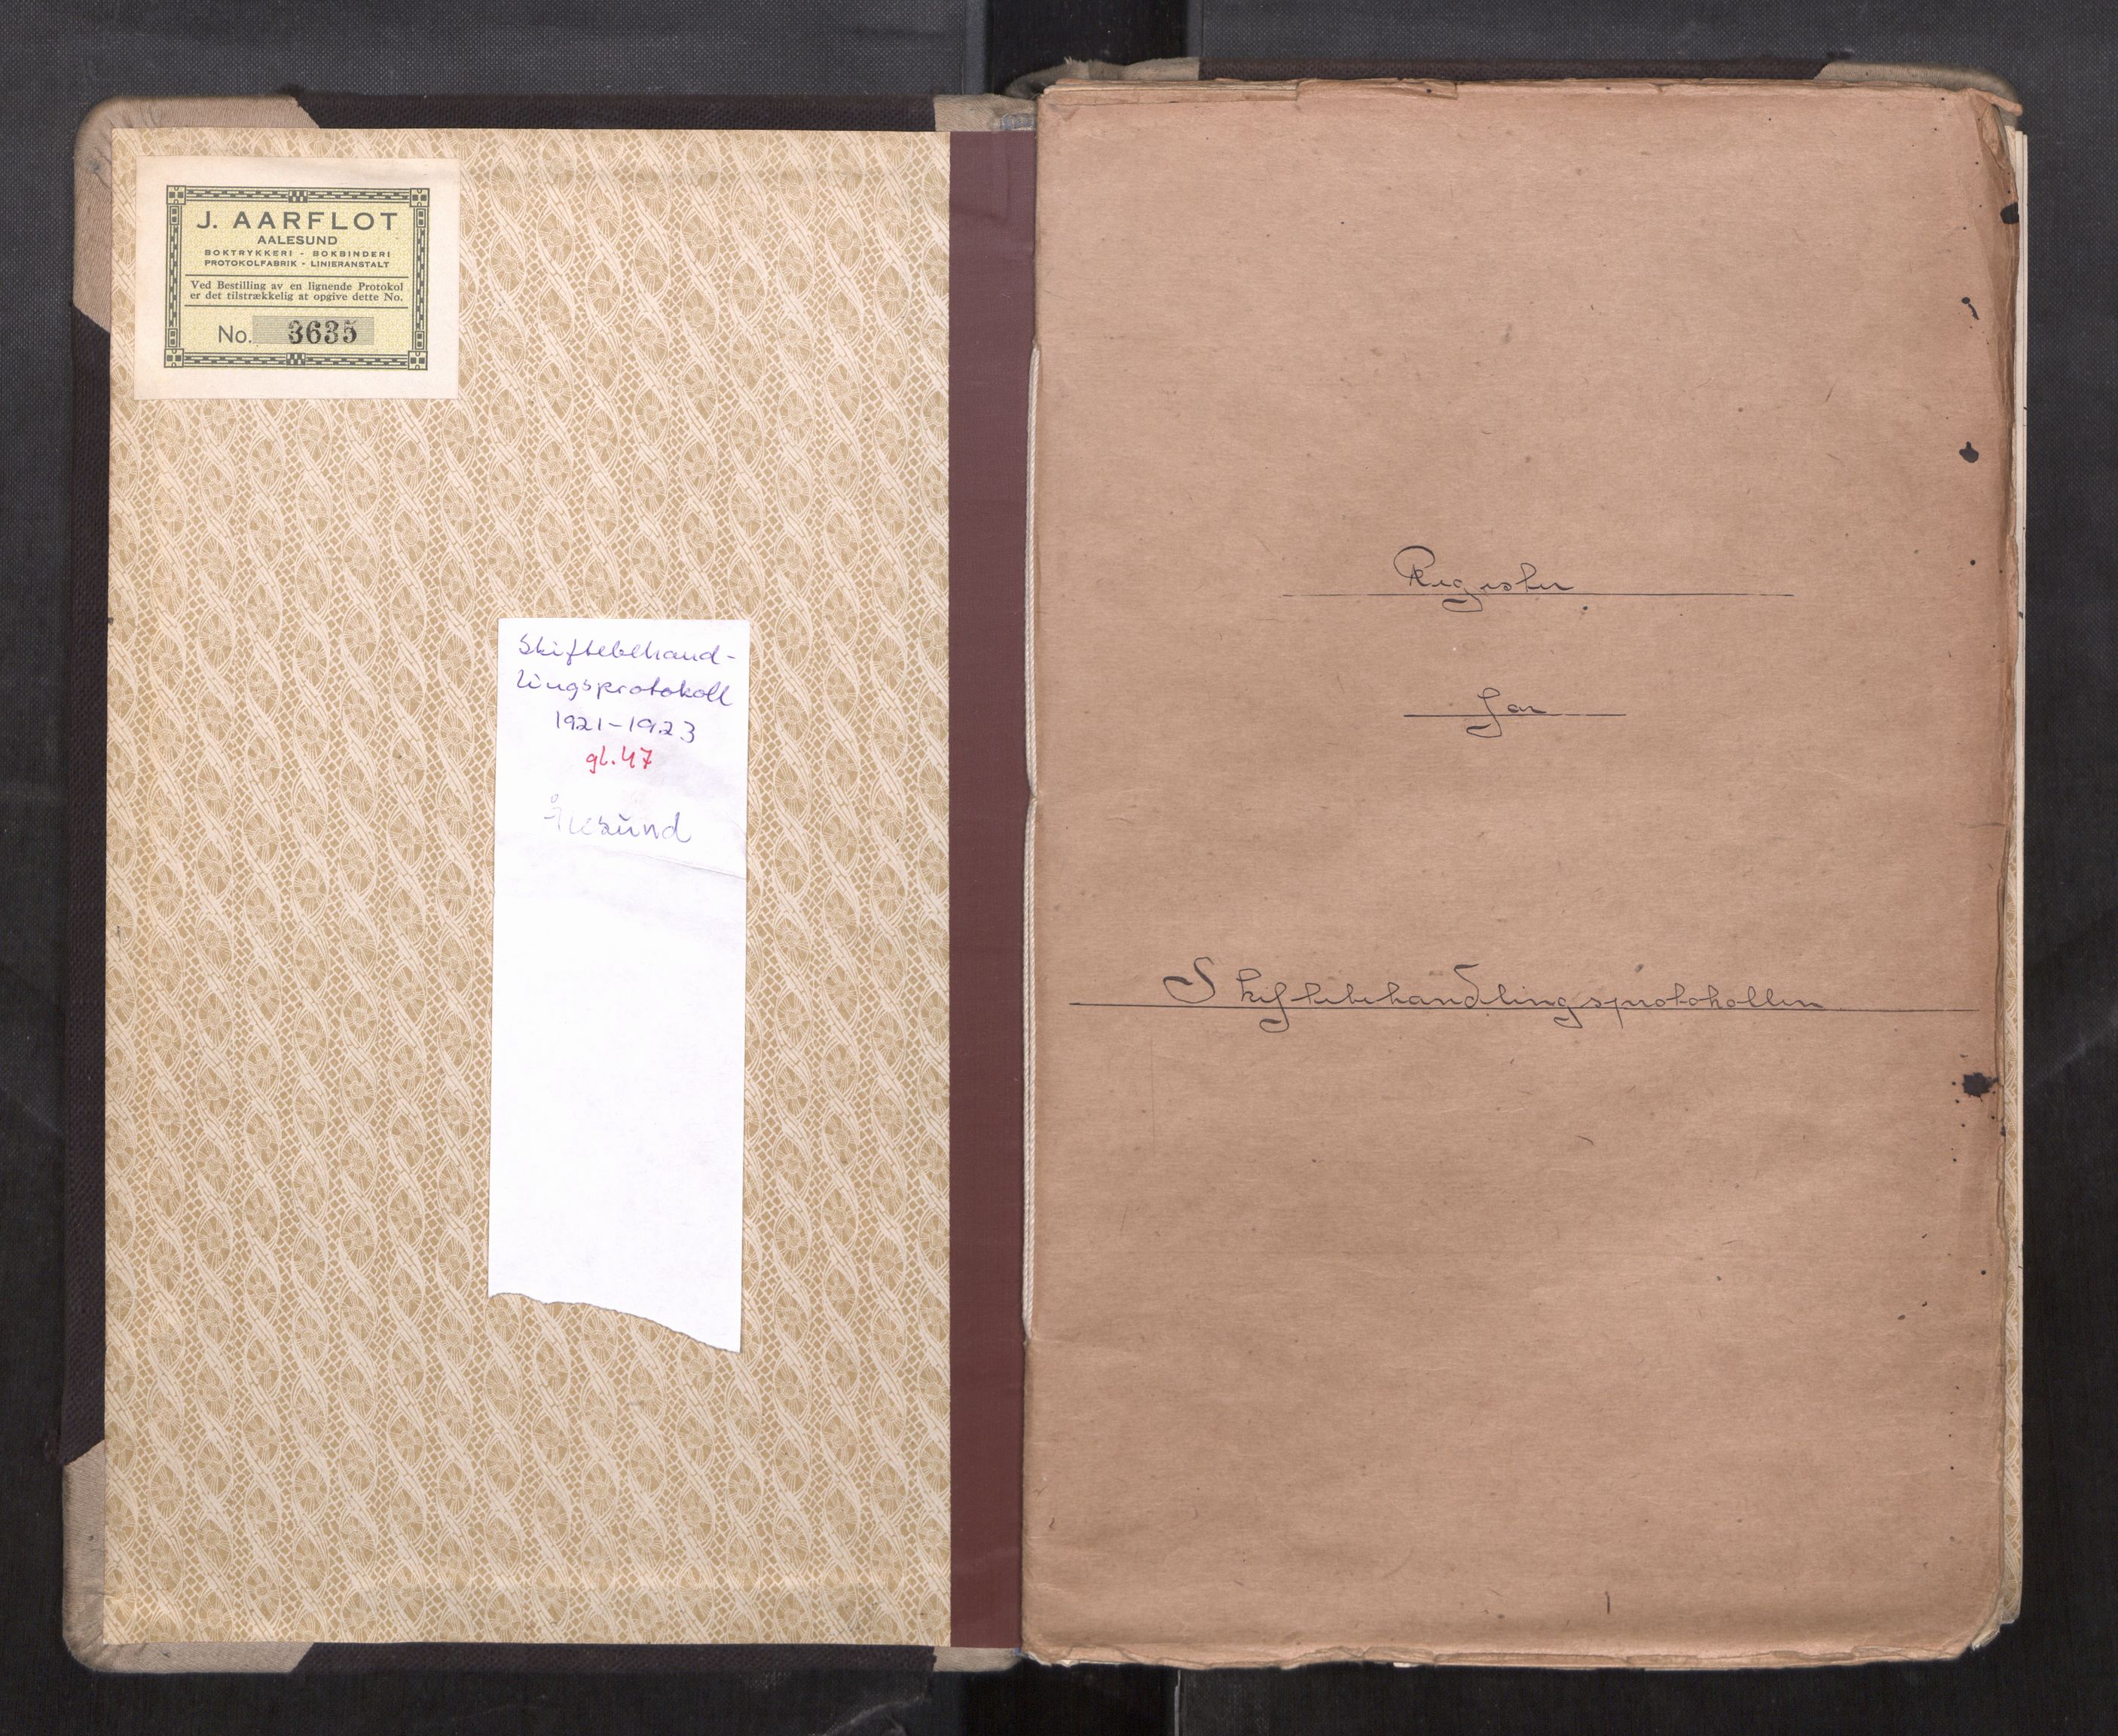 J. AARFLOT
AALESUND
BOKTRYKKERI - BOKBINDERI
PROTOKOLFABRIK - LINIERANSTALT
Ved Bestilling av en lignende Protokol
er det tilstrækkelig at opgive dette No.
No. 3635
Skiftebehand-
lingsprotokoll
1921-1923
gl. 47
Ålesund
Register
for
Skiftebehandlingsprotokollen